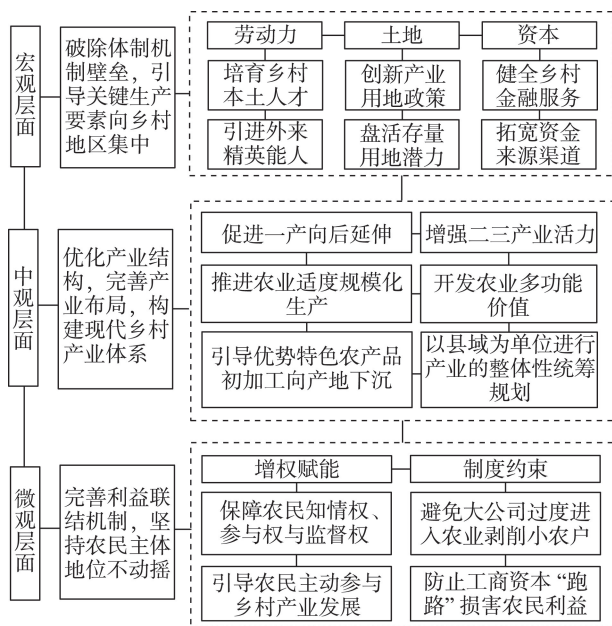 宏观层面
破除体制机
制壁垒，引
导关键生产
要素向乡村
地区集中
劳动力
土地
资本
培育乡村
本土人才
创新产业
用地政策
健全乡村
金融服务
引进外来
精英能人
盘活存量
用地潜力
拓宽资金
来源渠道
中观层面
优化产业结
构，完善产
业布局，构
建现代乡村
产业体系
促进一产向后延伸
增强二三产业活力
推进农业适度规模化
生产
开发农业多功能
价值
引导优势特色农产品
初加工向产地下沉
以县域为单位进行
产业的整体性统筹
规划
微观层面
完善利益联
结机制，坚
持农民主体
地位不动摇
增权赋能
制度约束
保障农民知情权、
参与权与监督权
避免大公司过度进
入农业剥削小农户
引导农民主动参与
乡村产业发展
防止工商资本“跑
路”损害农民利益